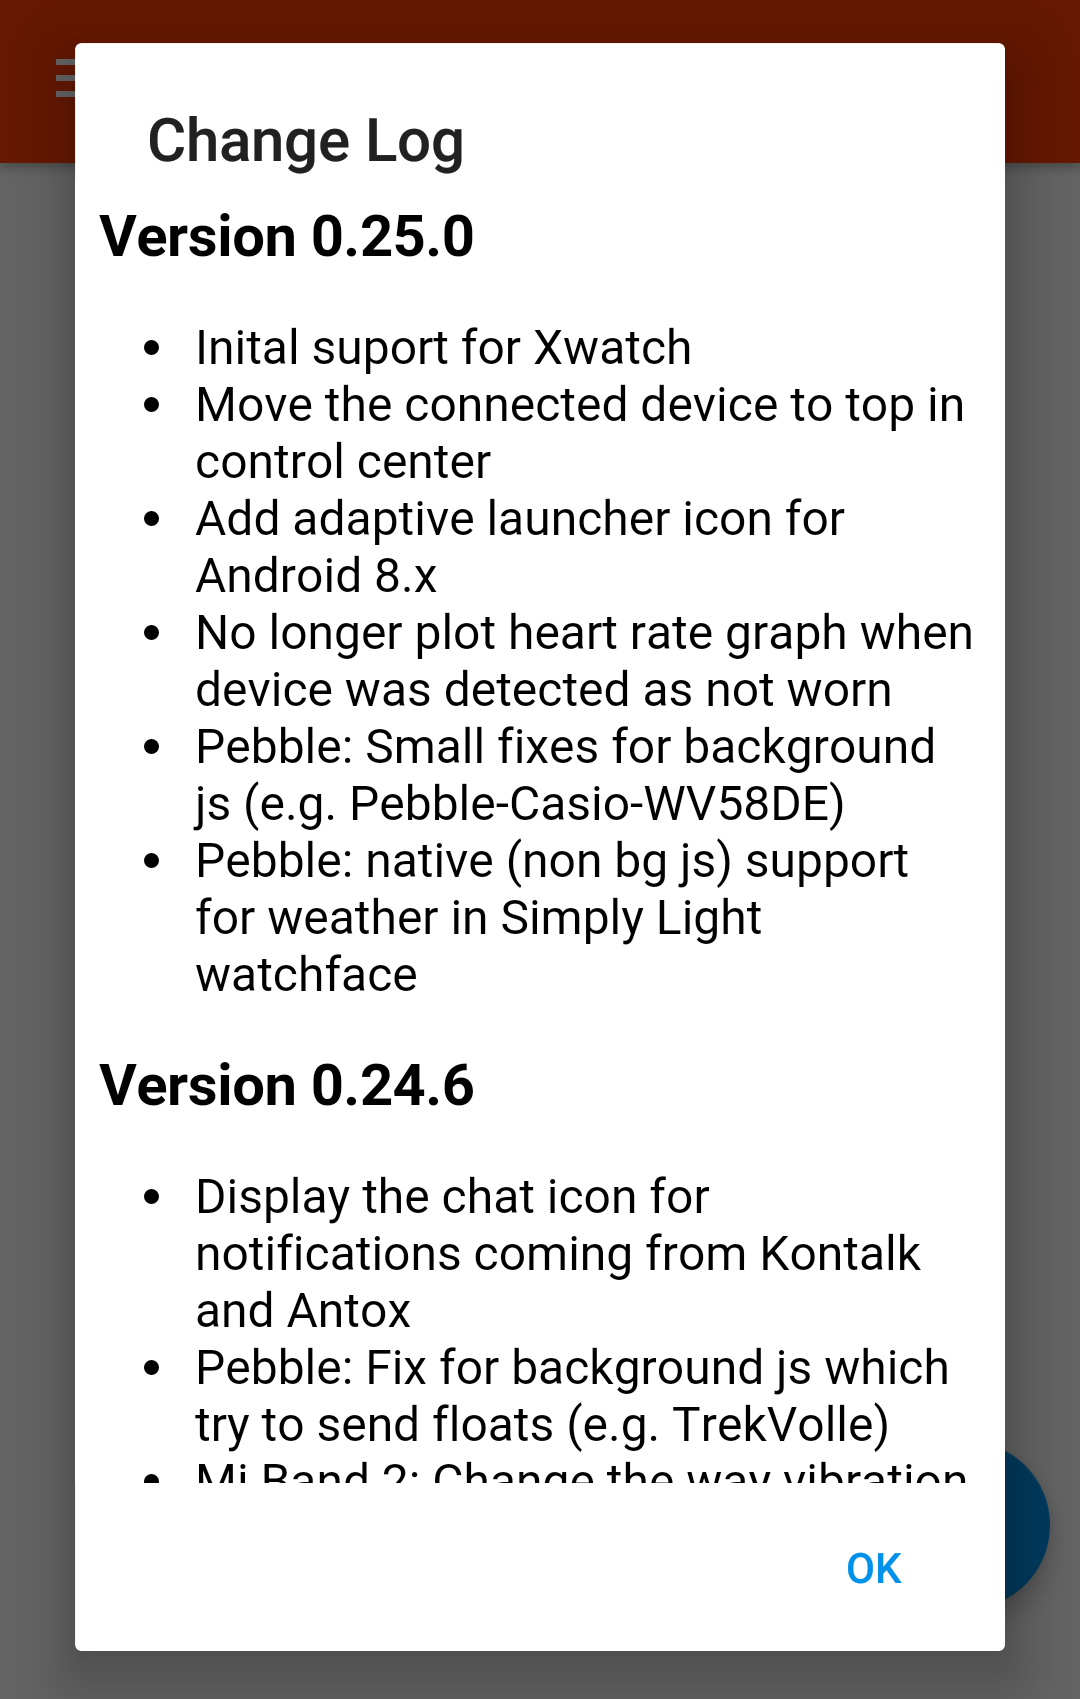 Change Log
Version 0.25.0
Inital suport for Xwatch
Move the connected device to top in
control center
Add adaptive launcher icon for
Android 8.x
No longer plot heart rate graph when
device was detected as not worn
Pebble: Small fixes for background
js (e.g. Pebble-Casio-WV58DE)
Pebble: native (non bg js) support
for weather in Simply Light
watchface
Version 0.24.6
Display the chat icon for
notifications coming from Kontalk
and Antox
Pebble: Fix for background js which
try to send floats (e.g. TrekVolle)
Mi Band 2: Change the way vibration
OK